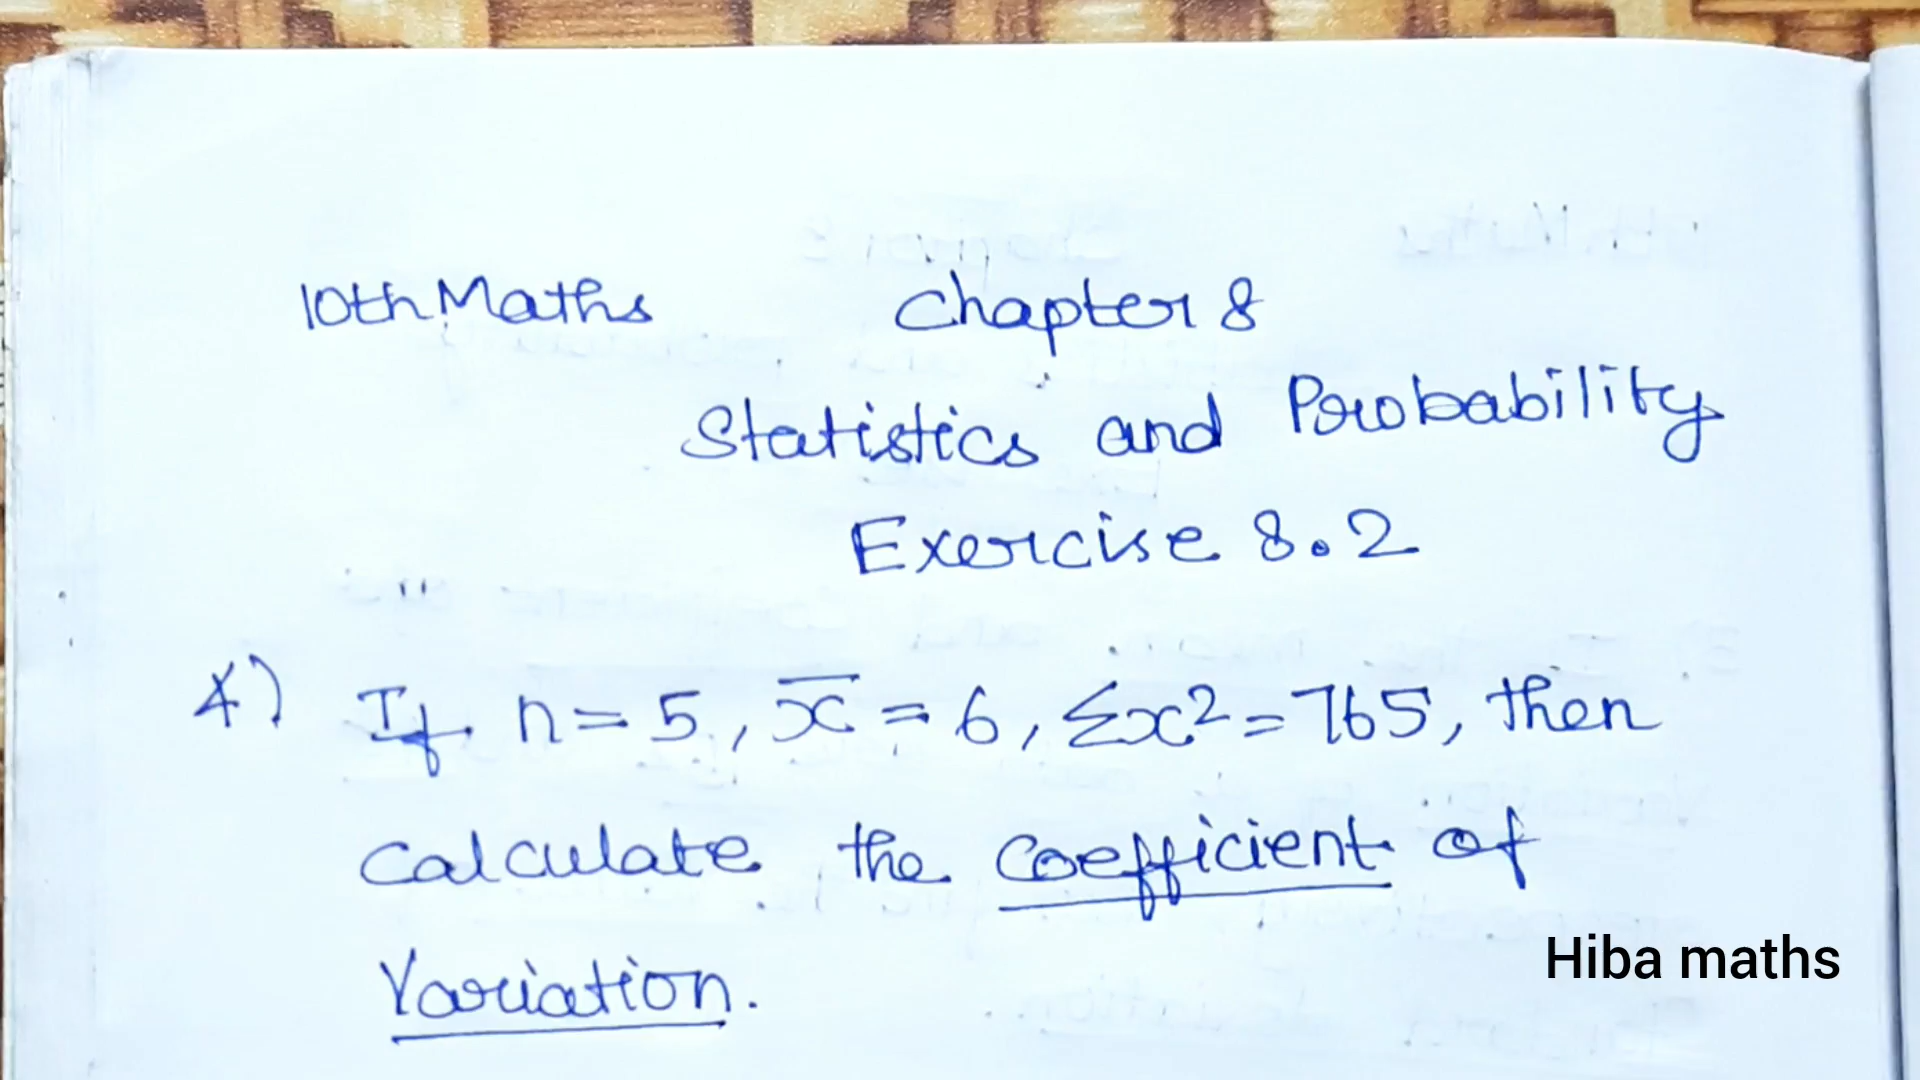 10th Maths Chapter 8
Statistics and Probability
Exercise 8.2
4) If n = 5, x̅ = 6, Σx² = 765, then
calculate the coefficient of
Variation.
Hiba maths